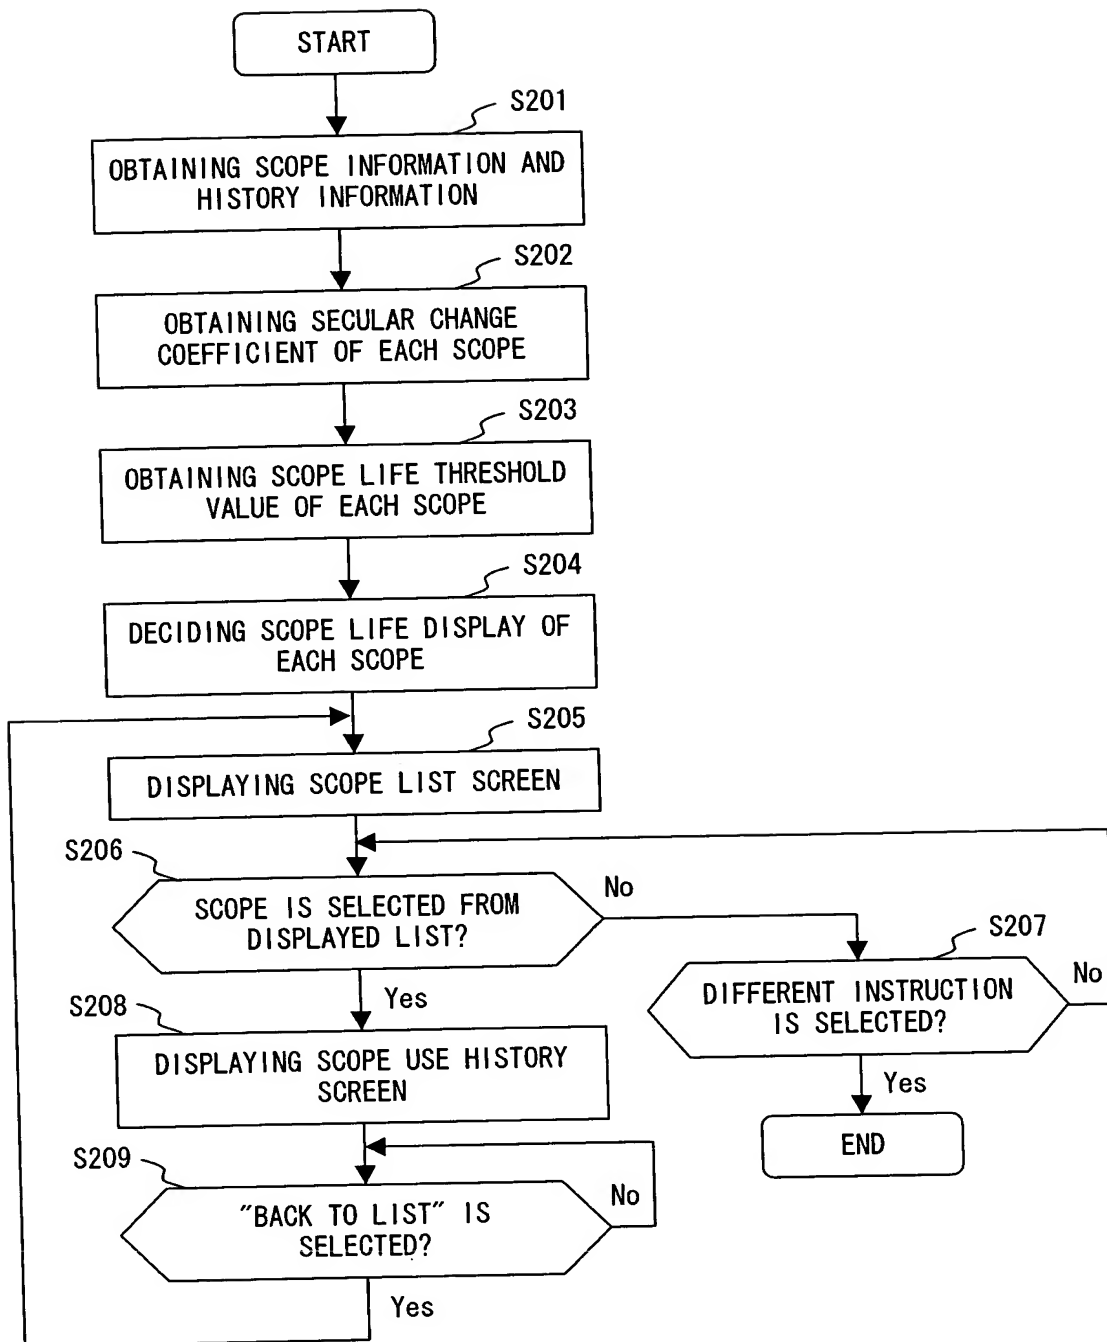 START
S201
OBTAINING SCOPE INFORMATION AND
HISTORY INFORMATION
S202
OBTAINING SECULAR CHANGE
COEFFICIENT OF EACH SCOPE
S203
OBTAINING SCOPE LIFE THRESHOLD
VALUE OF EACH SCOPE
S204
DECIDING SCOPE LIFE DISPLAY OF
EACH SCOPE
S205
DISPLAYING SCOPE LIST SCREEN
S206
SCOPE IS SELECTED FROM
DISPLAYED LIST?
No
Yes
S207
DIFFERENT INSTRUCTION
IS SELECTED?
No
Yes
END
S208
DISPLAYING SCOPE USE HISTORY
SCREEN
S209
"BACK TO LIST" IS
SELECTED?
No
Yes